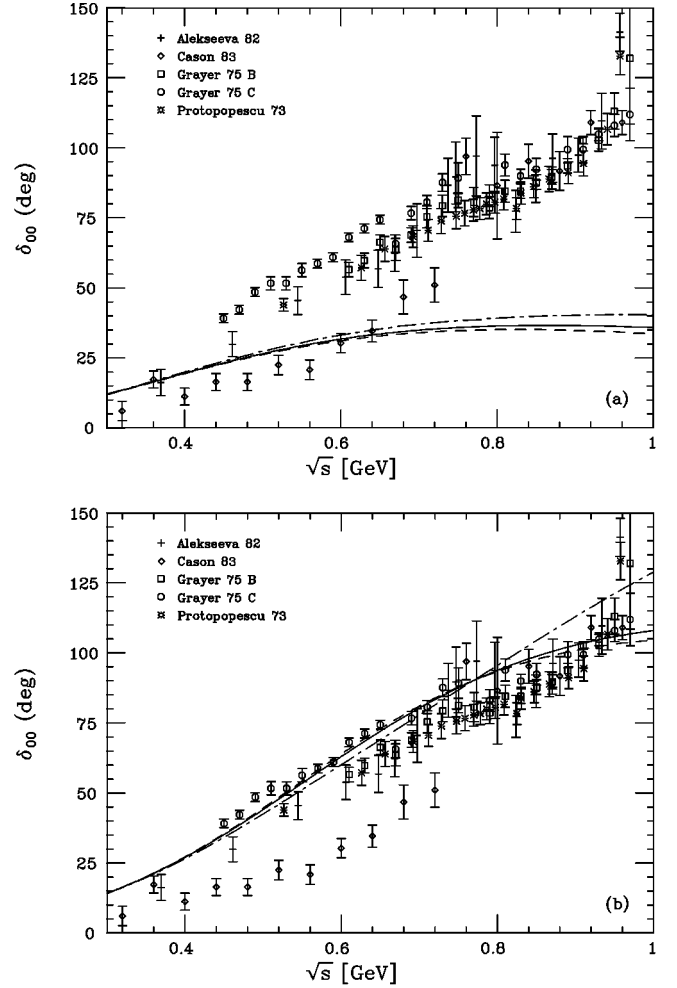 150
125
100
75
50
25
0
δ₀₀ (deg)
Alekseeva 82
Cason 83
Grayer 75 B
Grayer 75 C
Protopopescu 73
(a)
0.4 0.6 0.8 1
√s [GeV]
150
125
100
75
50
25
0
δ₀₀ (deg)
Alekseeva 82
Cason 83
Grayer 75 B
Grayer 75 C
Protopopescu 73
(b)
0.4 0.6 0.8 1
√s [GeV]